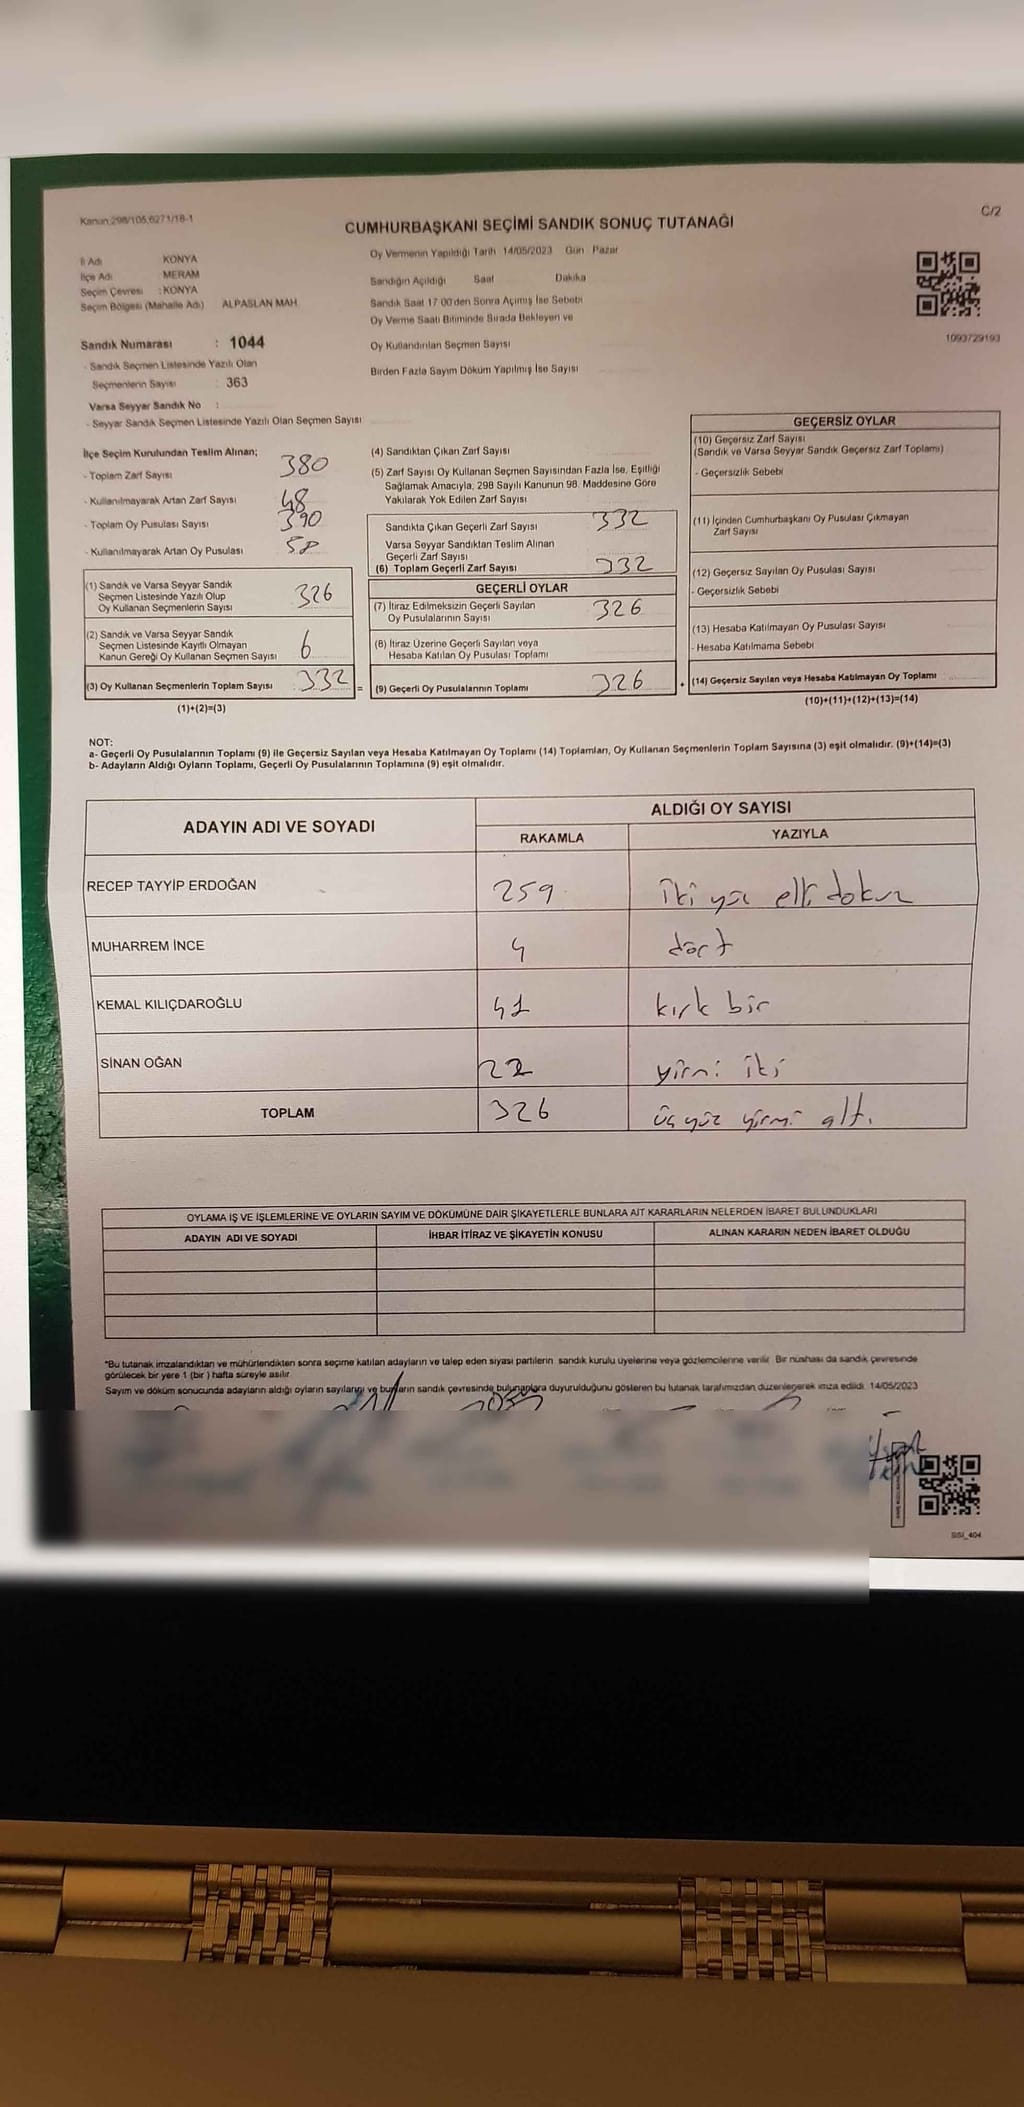 Kanun:298/105,6271/18-1
C/2
CUMHURBAŞKANI SEÇİMİ SANDIK SONUÇ TUTANAĞI
Oy Vermenin Yapıldığı Tarih 14/05/2023 Gün Pazar
İl Adı KONYA
İlçe Adı MERAM
Seçim Çevresi : KONYA
Seçim Bölgesi (Mahalle Adı) ALPASLAN MAH.
Sandığın Açıldığı Saat Dakika
Sandık Saat 17:00'den Sonra Açılmış İse Sebebi
Oy Verme Saati Bitiminde Sırada Bekleyen ve
Oy Kullandırılan Seçmen Sayısı
Birden Fazla Sayım Döküm Yapılmış İse Sayısı
1093729193
Sandık Numarası : 1044
- Sandık Seçmen Listesinde Yazılı Olan
Seçmenlerin Sayısı : 363
Varsa Seyyar Sandık No :
- Seyyar Sandık Seçmen Listesinde Yazılı Olan Seçmen Sayısı
İlçe Seçim Kurulundan Teslim Alınan;
- Toplam Zarf Sayısı 380
- Kullanılmayarak Artan Zarf Sayısı 48
- Toplam Oy Pusulası Sayısı 390
- Kullanılmayarak Artan Oy Pusulası 58
(1) Sandık ve Varsa Seyyar Sandık
Seçmen Listesinde Yazılı Olup
Oy Kullanan Seçmenlerin Sayısı 326
(2) Sandık ve Varsa Seyyar Sandık
Seçmen Listesinde Kayıtlı Olmayan
Kanun Gereği Oy Kullanan Seçmen Sayısı 6
(3) Oy Kullanan Seçmenlerin Toplam Sayısı 332 =
(1)+(2)=(3)
(4) Sandıktan Çıkan Zarf Sayısı
(5) Zarf Sayısı Oy Kullanan Seçmen Sayısından Fazla İse, Eşitliği
Sağlamak Amacıyla; 298 Sayılı Kanunun 98. Maddesine Göre
Yakılarak Yok Edilen Zarf Sayısı
Sandıkta Çıkan Geçerli Zarf Sayısı 332
Varsa Seyyar Sandıktan Teslim Alınan
Geçerli Zarf Sayısı
(6) Toplam Geçerli Zarf Sayısı 332
GEÇERLİ OYLAR
(7) İtiraz Edilmeksizin Geçerli Sayılan
Oy Pusulalarının Sayısı 326
(8) İtiraz Üzerine Geçerli Sayılan veya
Hesaba Katılan Oy Pusulası Toplamı
(9) Geçerli Oy Pusulalarının Toplamı 326 +
GEÇERSİZ OYLAR
(10) Geçersiz Zarf Sayısı
(Sandık ve Varsa Seyyar Sandık Geçersiz Zarf Toplamı)
- Geçersizlik Sebebi
(11) İçinden Cumhurbaşkanı Oy Pusulası Çıkmayan
Zarf Sayısı
(12) Geçersiz Sayılan Oy Pusulası Sayısı
- Geçersizlik Sebebi
(13) Hesaba Katılmayan Oy Pusulası Sayısı
- Hesaba Katılmama Sebebi
(14) Geçersiz Sayılan veya Hesaba Katılmayan Oy Toplamı
(10)+(11)+(12)+(13)=(14)
NOT:
a- Geçerli Oy Pusulalarının Toplamı (9) ile Geçersiz Sayılan veya Hesaba Katılmayan Oy Toplamı (14) Toplamları, Oy Kullanan Seçmenlerin Toplam Sayısına (3) eşit olmalıdır. (9)+(14)=(3)
b- Adayların Aldığı Oyların Toplamı, Geçerli Oy Pusulalarının Toplamına (9) eşit olmalıdır.
ADAYIN ADI VE SOYADI ALDIĞI OY SAYISI
RAKAMLA YAZIYLA
RECEP TAYYİP ERDOĞAN 259 iki yüz elli dokuz
MUHARREM İNCE 4 dört
KEMAL KILIÇDAROĞLU 41 kırk bir
SİNAN OĞAN 22 yirmi iki
TOPLAM 326 üç yüz yirmi altı
OYLAMA İŞ VE İŞLEMLERİNE VE OYLARIN SAYIM VE DÖKÜMÜNE DAİR ŞİKAYETLERLE BUNLARA AİT KARARLARIN NELERDEN İBARET BULUNDUKLARI
ADAYIN ADI VE SOYADI İHBAR İTİRAZ VE ŞİKAYETİN KONUSU ALINAN KARARIN NEDEN İBARET OLDUĞU
*Bu tutanak imzalandıktan ve mühürlendikten sonra seçime katılan adayların ve talep eden siyasi partilerin sandık kurulu üyelerine veya gözlemcilerine verilir. Bir nüshası da sandık çevresinde
görülecek bir yere 1 (bir ) hafta süreyle asılır.
Sayım ve döküm sonucunda adayların aldığı oyların sayılarını ve bunların sandık çevresinde bulunanlara duyurulduğunu gösteren bu tutanak tarafımızdan düzenlenerek imza edildi. 14/05/2023
SSI_404